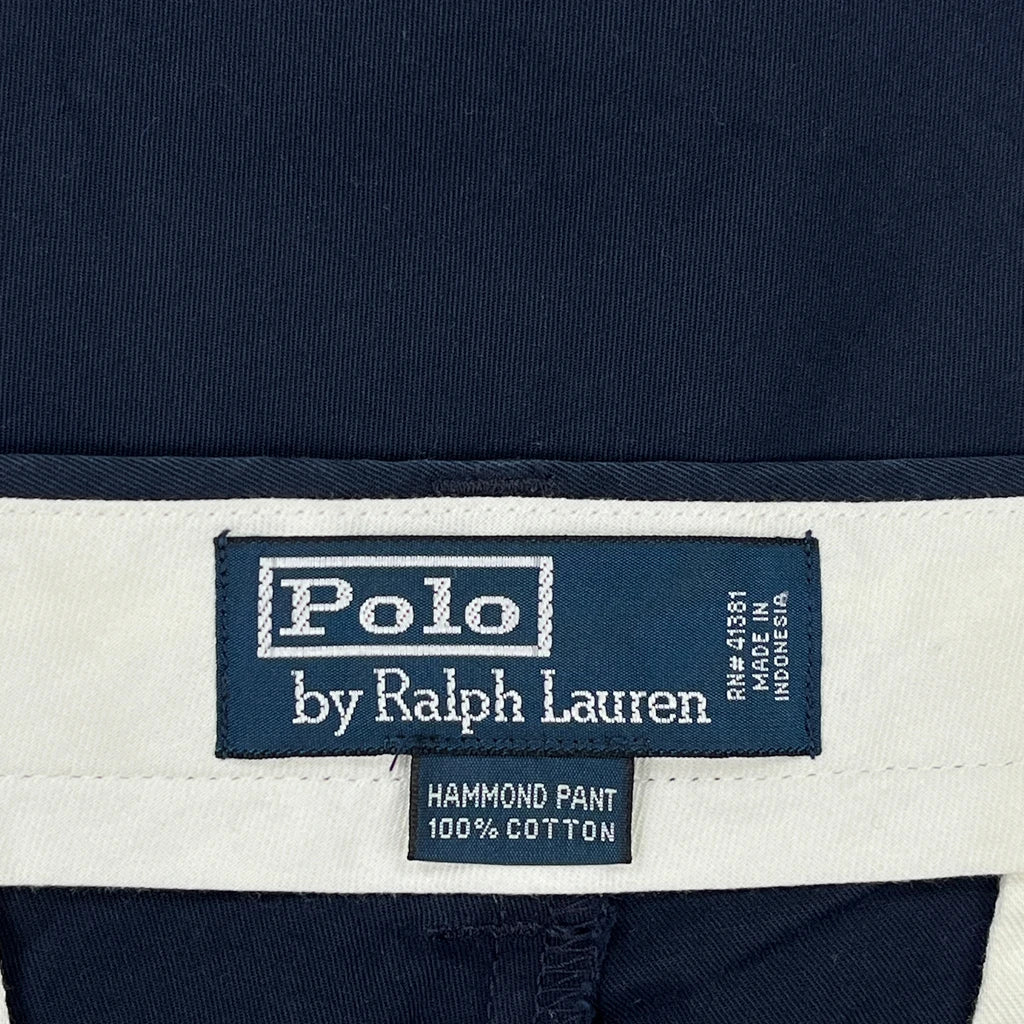 Polo
by Ralph Lauren
RN# 41381
MADE IN
INDONESIA
HAMMOND PANT
100% COTTON